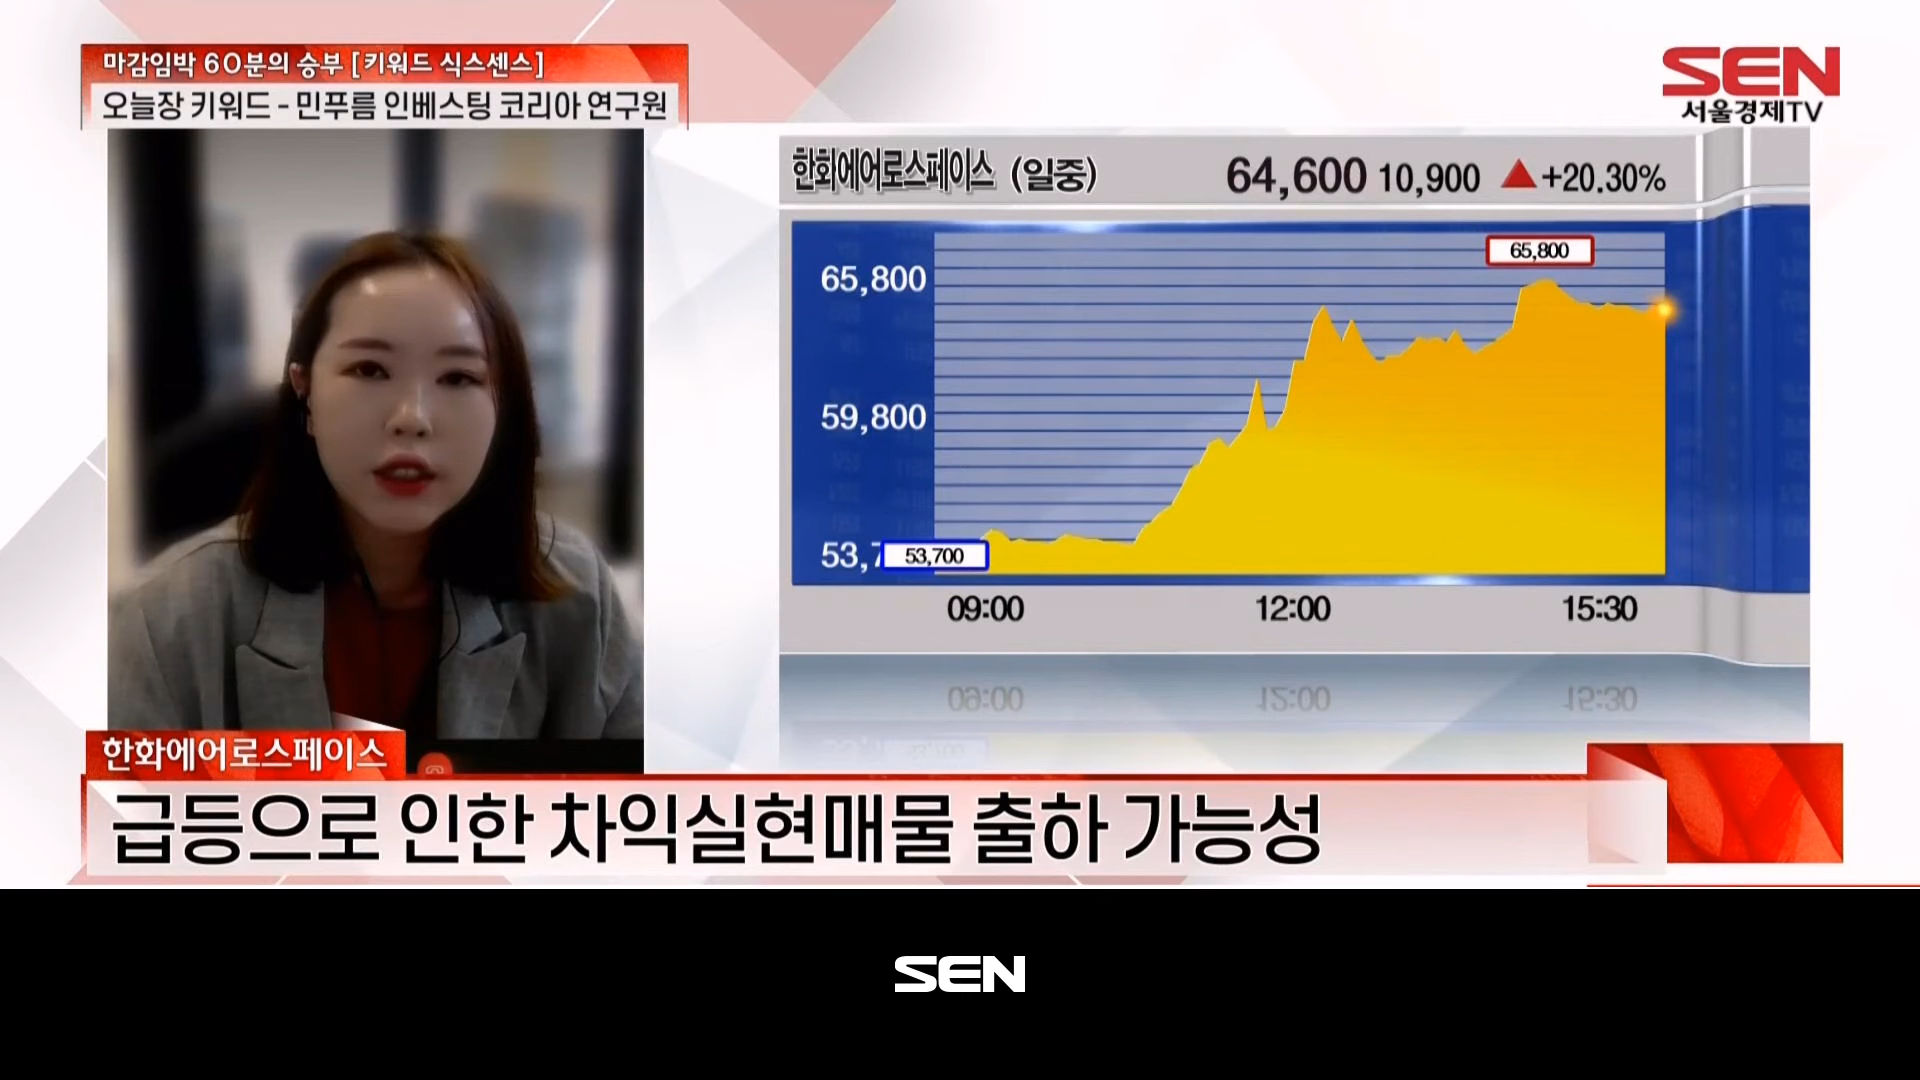 마감임박 60분의 승부 [키워드 식스센스]
오늘장 키워드 - 민푸름 인베스팅 코리아 연구원
SEN
서울경제TV
한화에어로스페이스 (일중) 64,600 10,900 ▲+20.30%
65,800
65,800
59,800
53,7
53,700
09:00 12:00 15:30
한화에어로스페이스
급등으로 인한 차익실현매물 출하 가능성
SEN